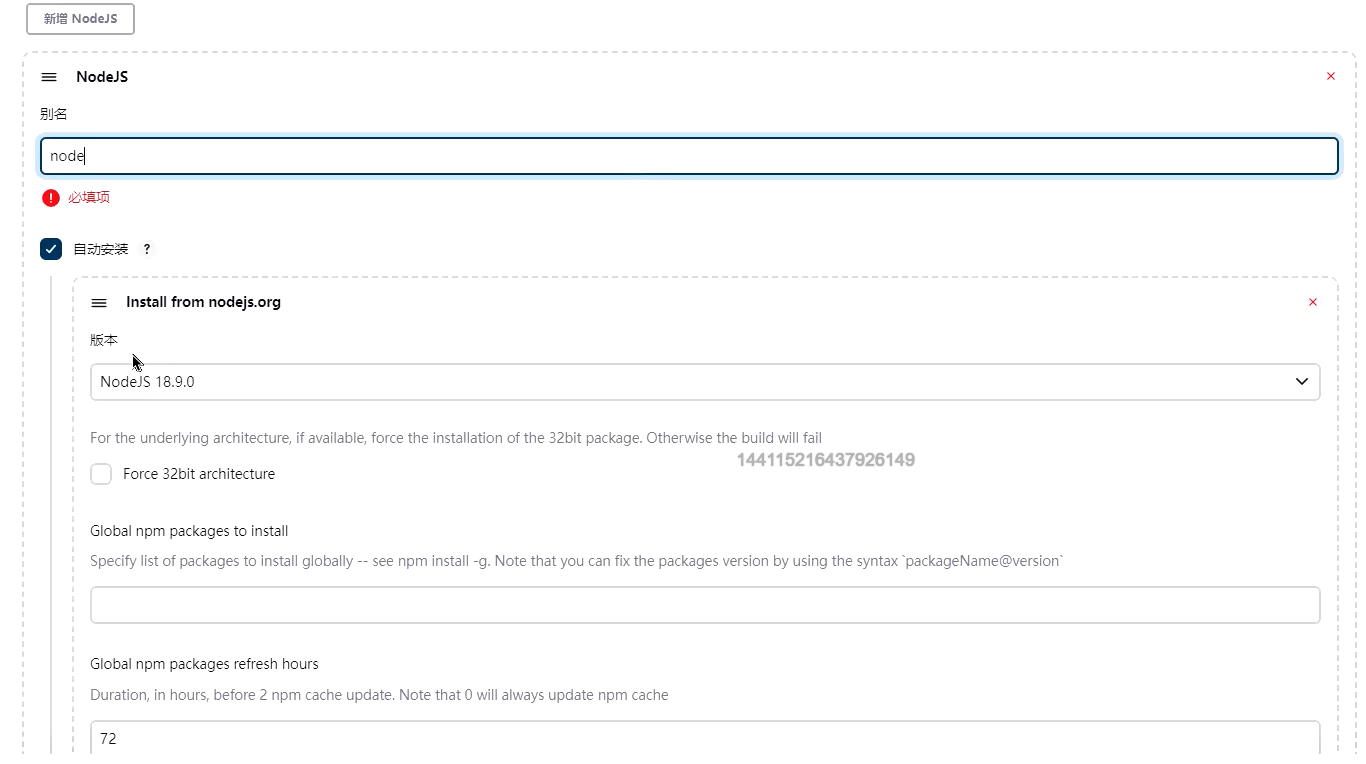 新增 NodeJS
NodeJS
别名
node
必填项
自动安装 ?
Install from nodejs.org
版本
NodeJS 18.9.0
For the underlying architecture, if available, force the installation of the 32bit package. Otherwise the build will fail
144115216437926149
Force 32bit architecture
Global npm packages to install
Specify list of packages to install globally -- see npm install -g. Note that you can fix the packages version by using the syntax `packageName@version`
Global npm packages refresh hours
Duration, in hours, before 2 npm cache update. Note that 0 will always update npm cache
72